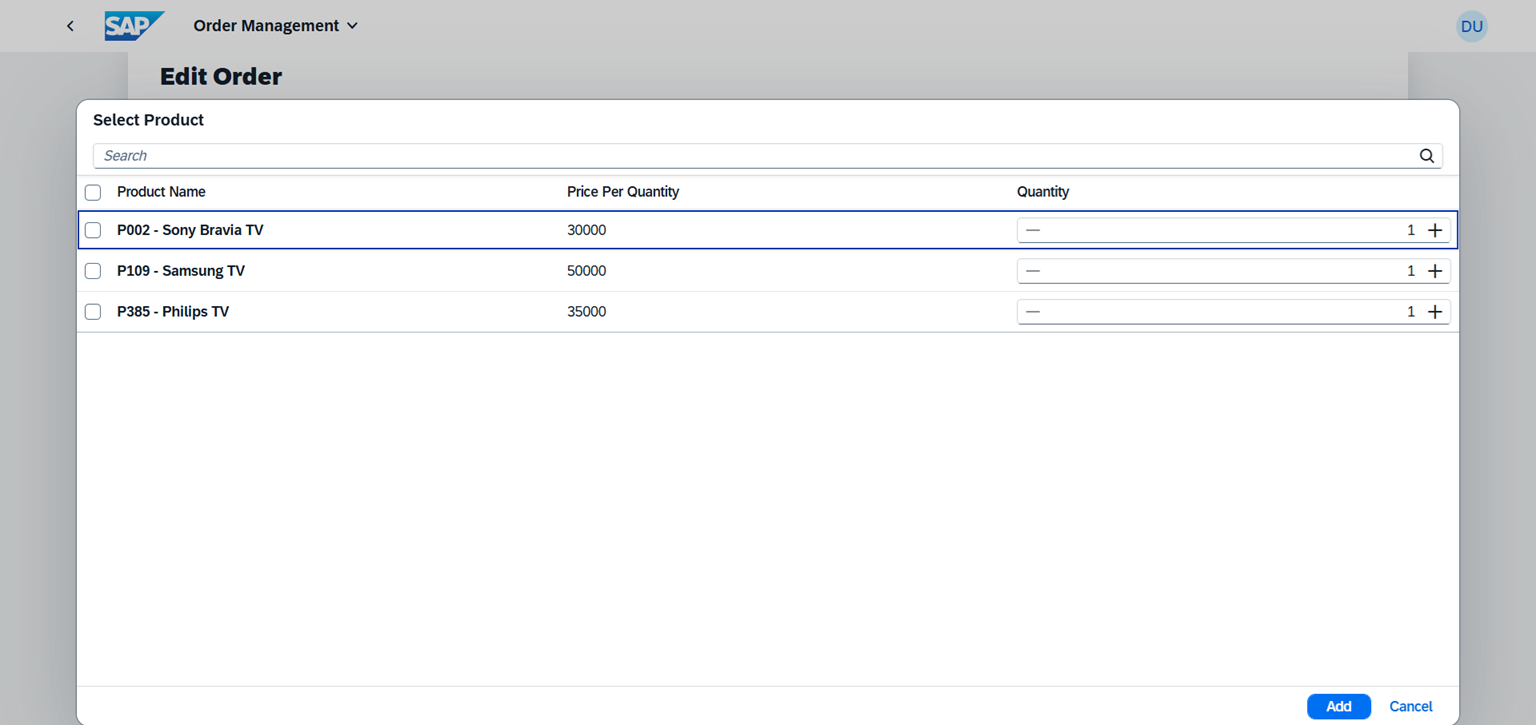 SAP Order Management DU
Edit Order
Select Product
Search
Product Name Price Per Quantity Quantity
P002 - Sony Bravia TV 30000 1
P109 - Samsung TV 50000 1
P385 - Philips TV 35000 1
Add Cancel